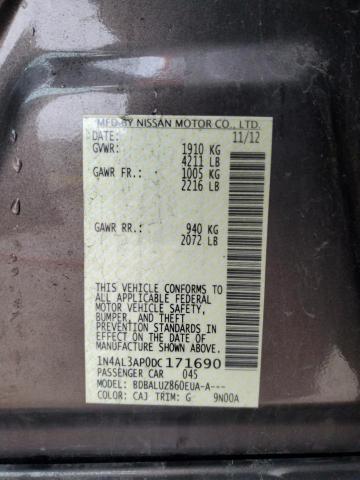 MFD BY NISSAN MOTOR CO., LTD.
DATE: 11/12
GVWR: 1910 KG
4211 LB
GAWR FR.: 1005 KG
2216 LB
GAWR RR.: 940 KG
2072 LB
THIS VEHICLE CONFORMS TO
ALL APPLICABLE FEDERAL
MOTOR VEHICLE SAFETY,
BUMPER, AND THEFT
PREVENTION STANDARDS IN
EFFECT ON THE DATE OF
MANUFACTURE SHOWN ABOVE.
1N4AL3AP0DC171690
PASSENGER CAR 045
MODEL: BDBALUZ860EUA-A---
COLOR: CAJ TRIM: G 9N00A